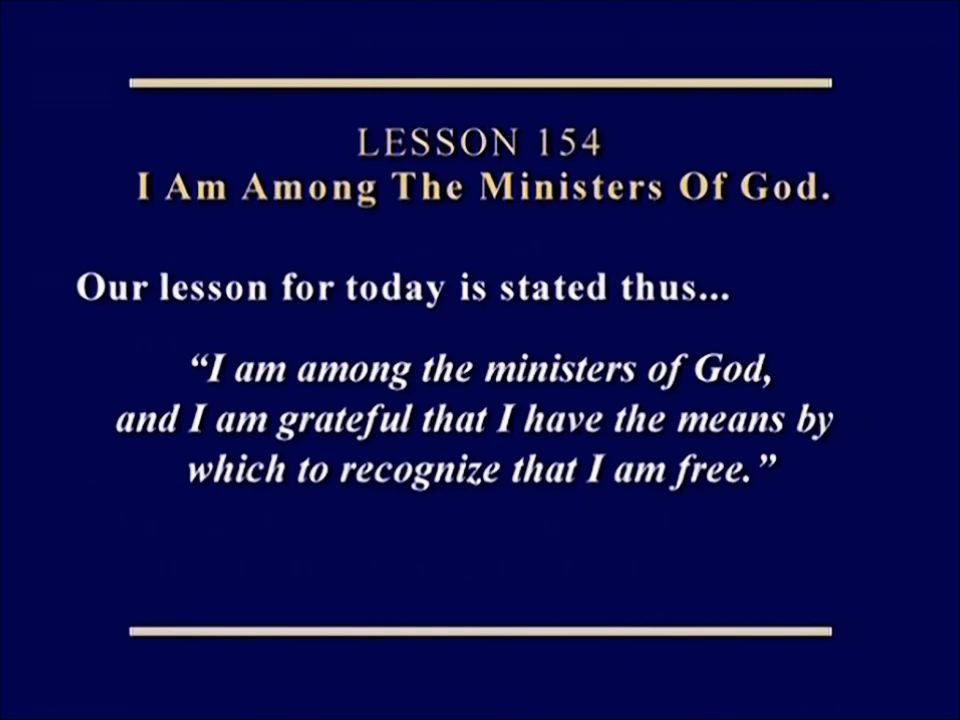 LESSON 154
I Am Among The Ministers Of God.
Our lesson for today is stated thus...
“I am among the ministers of God,
and I am grateful that I have the means by
which to recognize that I am free.”